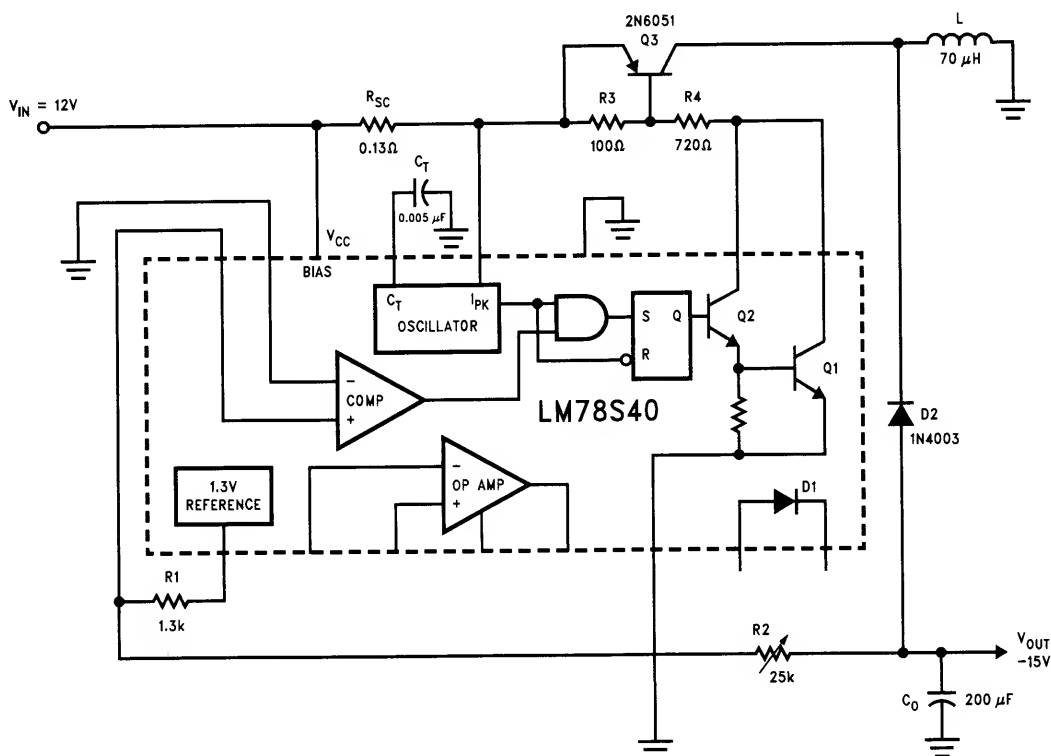 2N6051
Q3
L
70 µH
V_IN = 12V
R_SC
0.13Ω
R3
100Ω
R4
720Ω
C_T
0.005 µF
V_CC
BIAS
C_T
I_PK
OSCILLATOR
S
Q
R
Q2
Q1
–
COMP
+
LM78S40
D2
1N4003
1.3V
REFERENCE
–
OP AMP
+
D1
R1
1.3k
R2
25k
V_OUT
-15V
C_O
200 µF